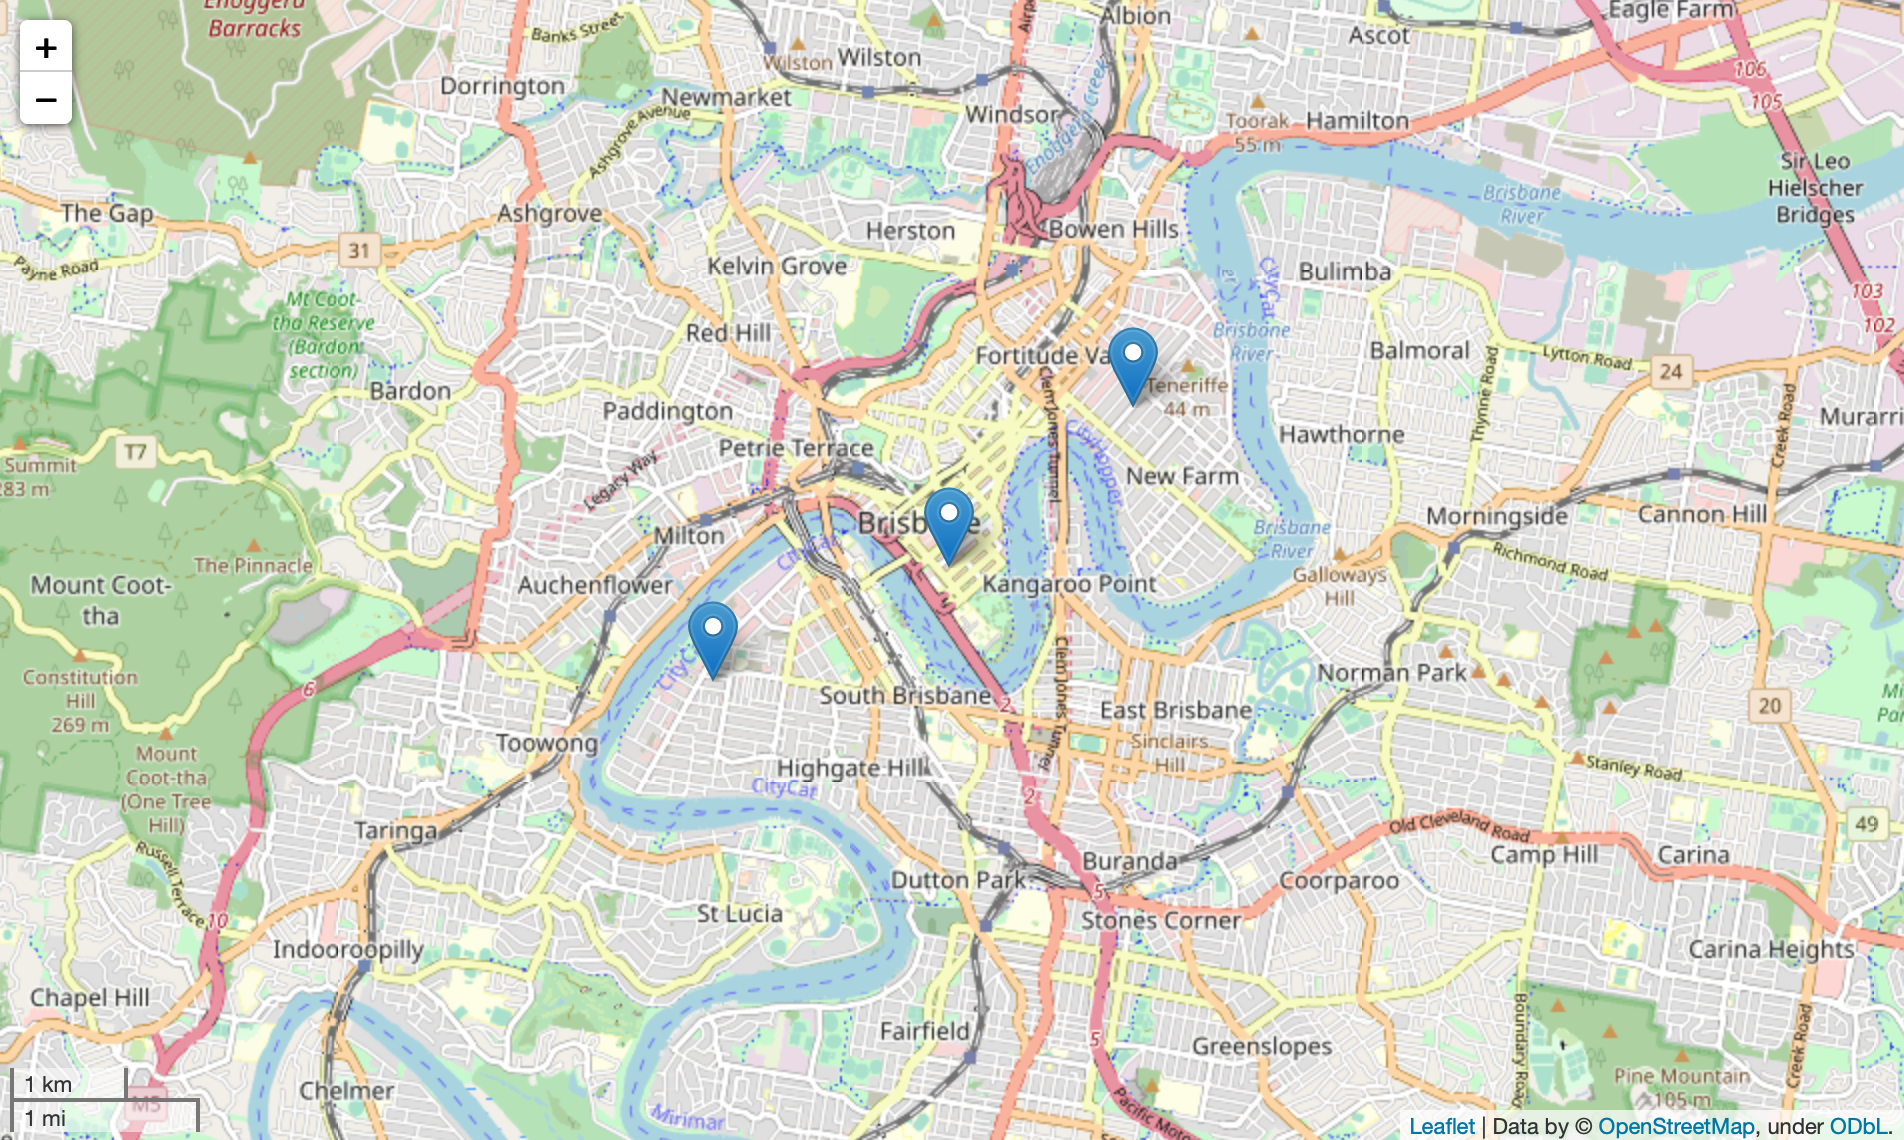 Enoggera
Barracks
+
−
Banks Street
Dorrington
Wilston
Wilston
Newmarket
Ashgrove Avenue
Albion
Windsor
Enoggera Creek
Ascot
Eagle Farm
106
105
Toorak
55 m
Hamilton
Sir Leo
Hielscher
Bridges
Brisbane
River
The Gap
31
Payne Road
Ashgrove
Herston
Bowen Hills
Kelvin Grove
Bulimba
CityCat
103
102
Mt Coot-
tha Reserve
(Bardon
section)
Red Hill
Brisbane
River
Fortitude Va
Balmoral
Lytton Road
24
Thynne Road
Creek Road
Teneriffe
44 m
Bardon
Paddington
Clem Jones Tunnel
CityHopper
Hawthorne
Murarri
T7
Summit
283 m
Petrie Terrace
Legacy Way
New Farm
Milton
Brisb
e
Brisbane
River
Morningside
Cannon Hill
The Pinnacle
CityCat
Richmond Road
Mount Coot-
tha
Auchenflower
Kangaroo Point
Galloways
Hill
CityC
6
Constitution
Hill
269 m
South Brisbane
2
Clem Jones Tunnel
East Brisbane
Norman Park
20
Mount
Coot-tha
(One Tree
Hill)
Toowong
Sinclairs
Hill
Highgate Hill
CityCat
2
Stanley Road
49
Taringa
Old Cleveland Road
Russell Terrace
Buranda
Camp Hill
Carina
Dutton Park
5
Coorparoo
10
St Lucia
Stones Corner
Indooroopilly
Carina Heights
Chapel Hill
Fairfield
5
Greenslopes
Boundary Road
Creek Road
Pine Mountain
105 m
Chelmer
1 km
1 mi
M5
Mirimar
Pacific Moto
Leaflet | Data by © OpenStreetMap, under ODbL.